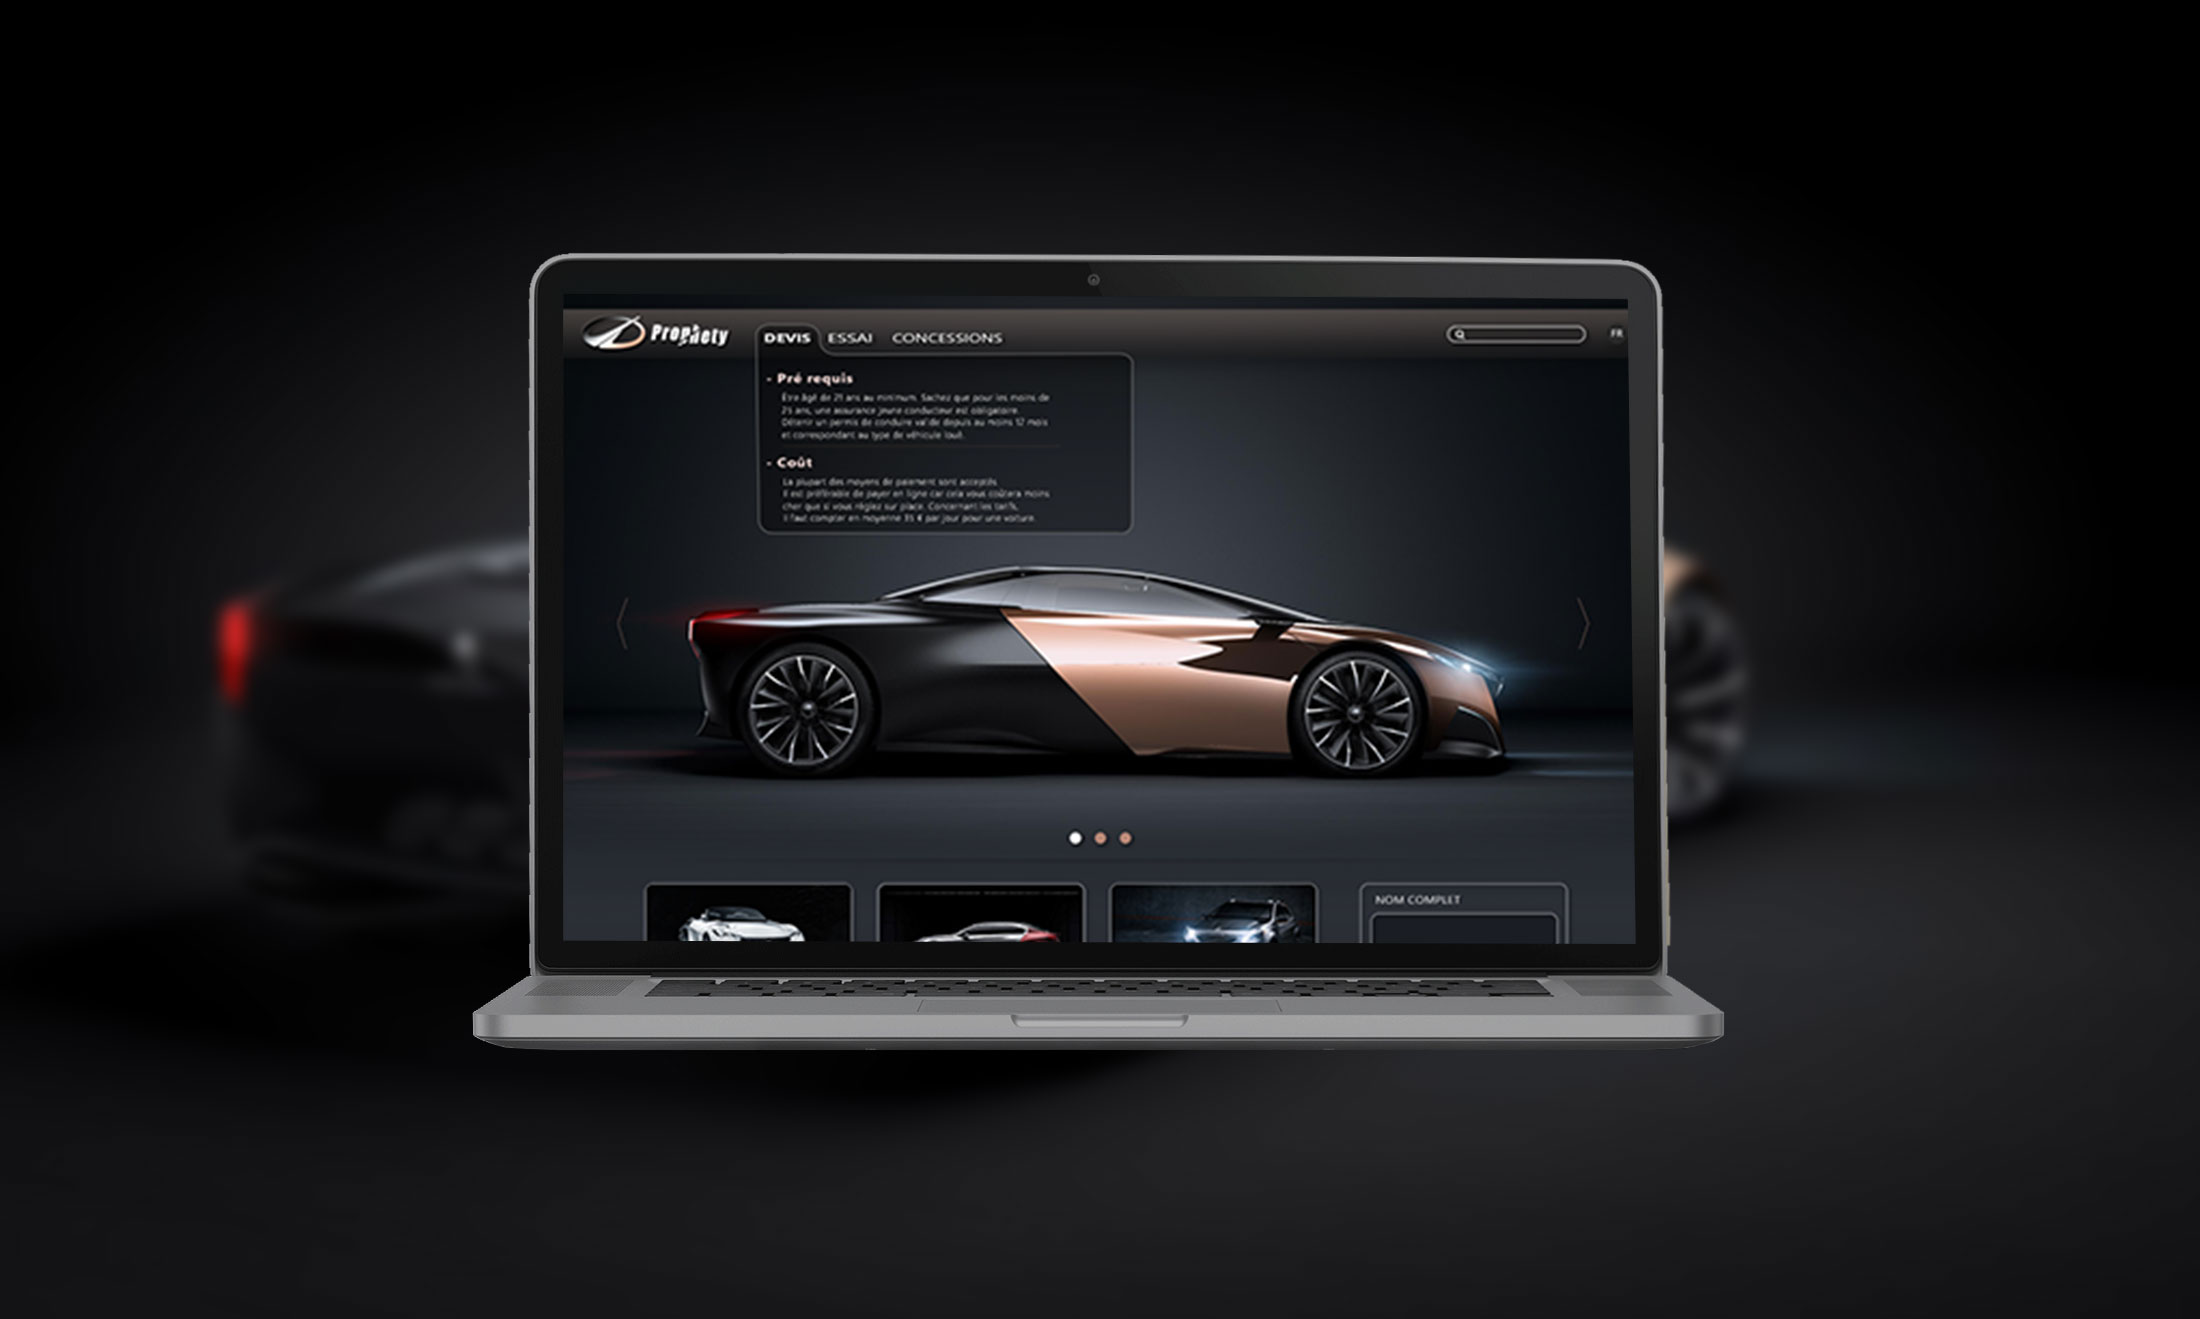 Prophety
DEVIS
ESSAI
CONCESSIONS
FR
- Pré requis
Être âgé de 21 ans au minimum. Sachez que pour les moins de
25 ans, une assurance jeune conducteur est obligatoire.
Détenir un permis de conduire valide depuis au moins 12 mois
et correspondant au type de véhicule loué.
- Coût
La plupart des moyens de paiement sont acceptés.
Il est préférable de payer en ligne car cela vous coûtera moins
cher que si vous réglez sur place. Concernant les tarifs,
il faut compter en moyenne 35 € par jour pour une voiture.
NOM COMPLET